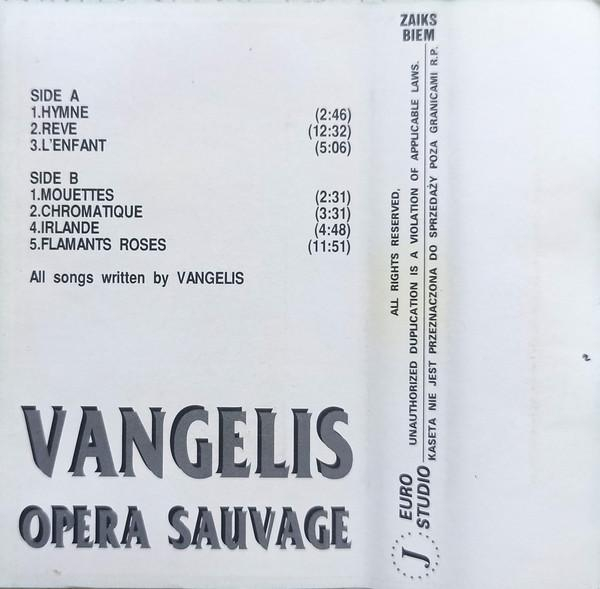 SIDE A
1.HYMNE (2:46)
2.REVE (12:32)
3.L'ENFANT (5:06)
SIDE B
1.MOUETTES (2:31)
2.CHROMATIQUE (3:31)
4.IRLANDE (4:48)
5.FLAMANTS ROSES (11:51)
All songs written by VANGELIS
VANGELIS
OPERA SAUVAGE
ZAIKS
BIEM
ALL RIGHTS RESERVED,
UNAUTHORIZED DUPLICATION IS A VIOLATION OF APPLICABLE LAWS.
KASETA NIE JEST PRZEZNACZONA DO SPRZEDAŻY POZA GRANICAMI R.P.
J EURO
STUDIO